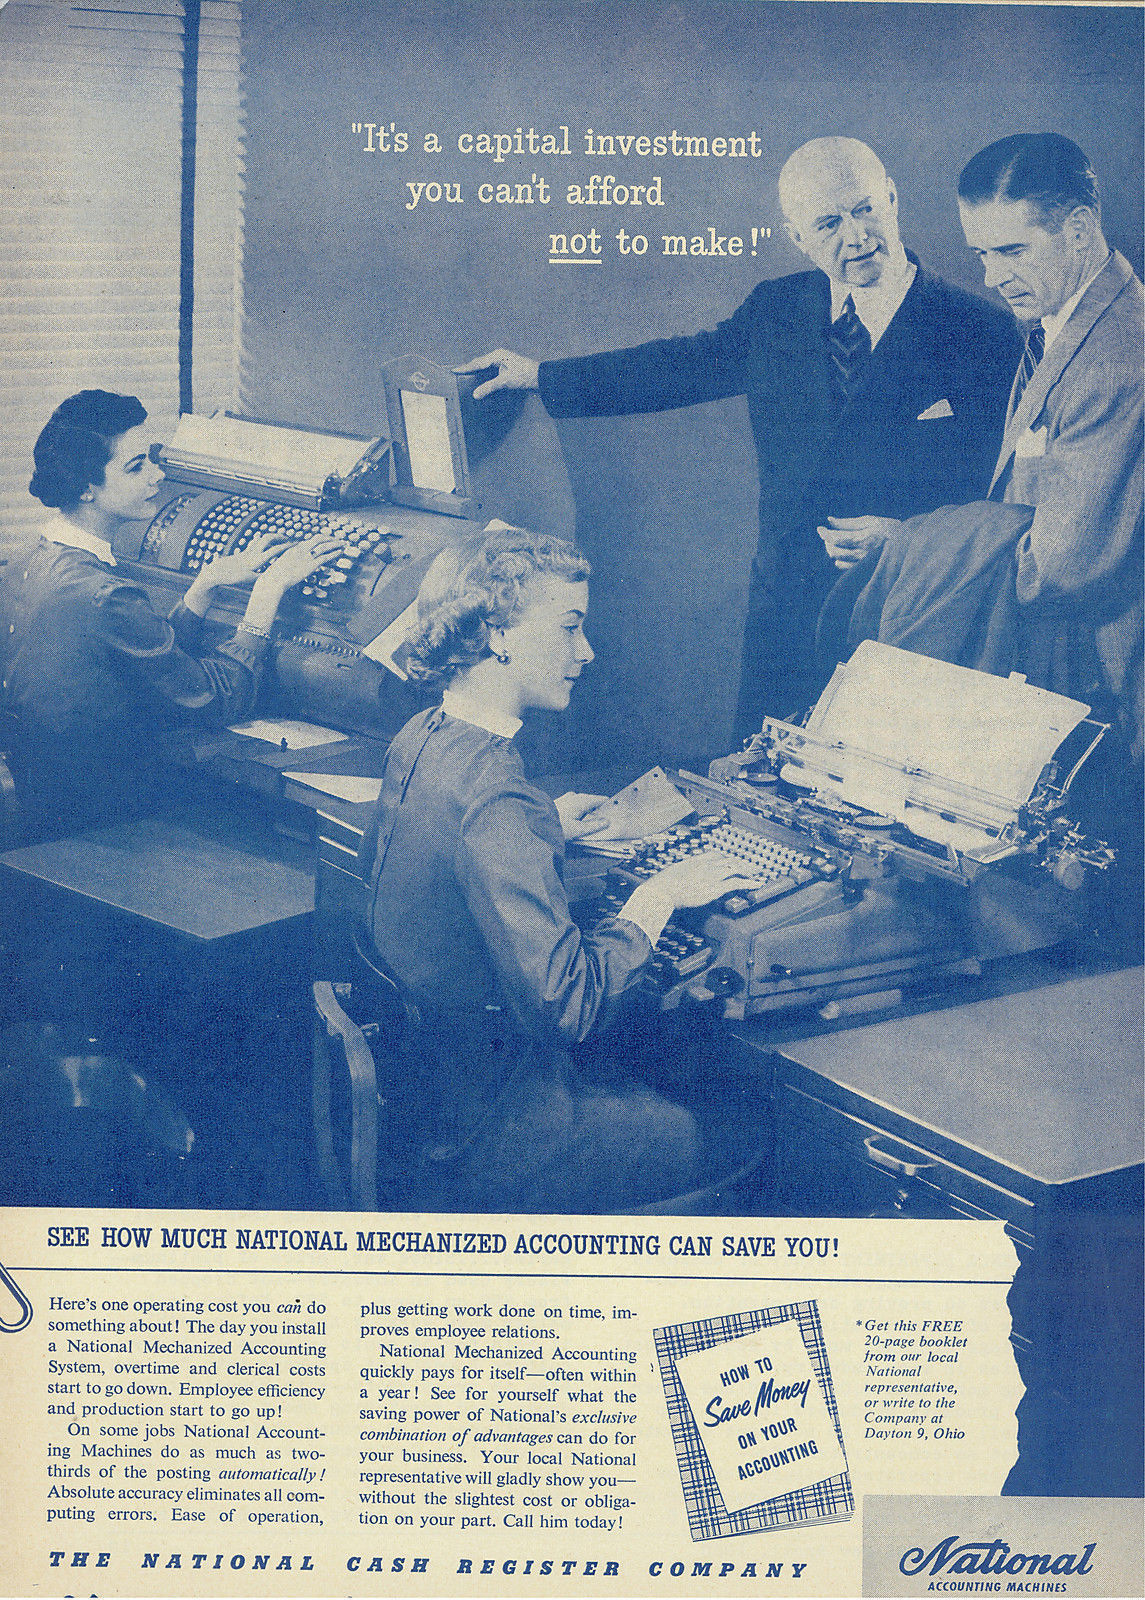 "It's a capital investment
you can't afford
not to make!"
SEE HOW MUCH NATIONAL MECHANIZED ACCOUNTING CAN SAVE YOU!
Here's one operating cost you can do
something about! The day you install
a National Mechanized Accounting
System, overtime and clerical costs
start to go down. Employee efficiency
and production start to go up!
On some jobs National Account-
ing Machines do as much as two-
thirds of the posting automatically!
Absolute accuracy eliminates all com-
puting errors. Ease of operation,
plus getting work done on time, im-
proves employee relations.
National Mechanized Accounting
quickly pays for itself—often within
a year! See for yourself what the
saving power of National's exclusive
combination of advantages can do for
your business. Your local National
representative will gladly show you—
without the slightest cost or obliga-
tion on your part. Call him today!
HOW TO
Save Money
ON YOUR
ACCOUNTING
*Get this FREE
20-page booklet
from our local
National
representative,
or write to the
Company at
Dayton 9, Ohio
THE NATIONAL CASH REGISTER COMPANY
National
ACCOUNTING MACHINES